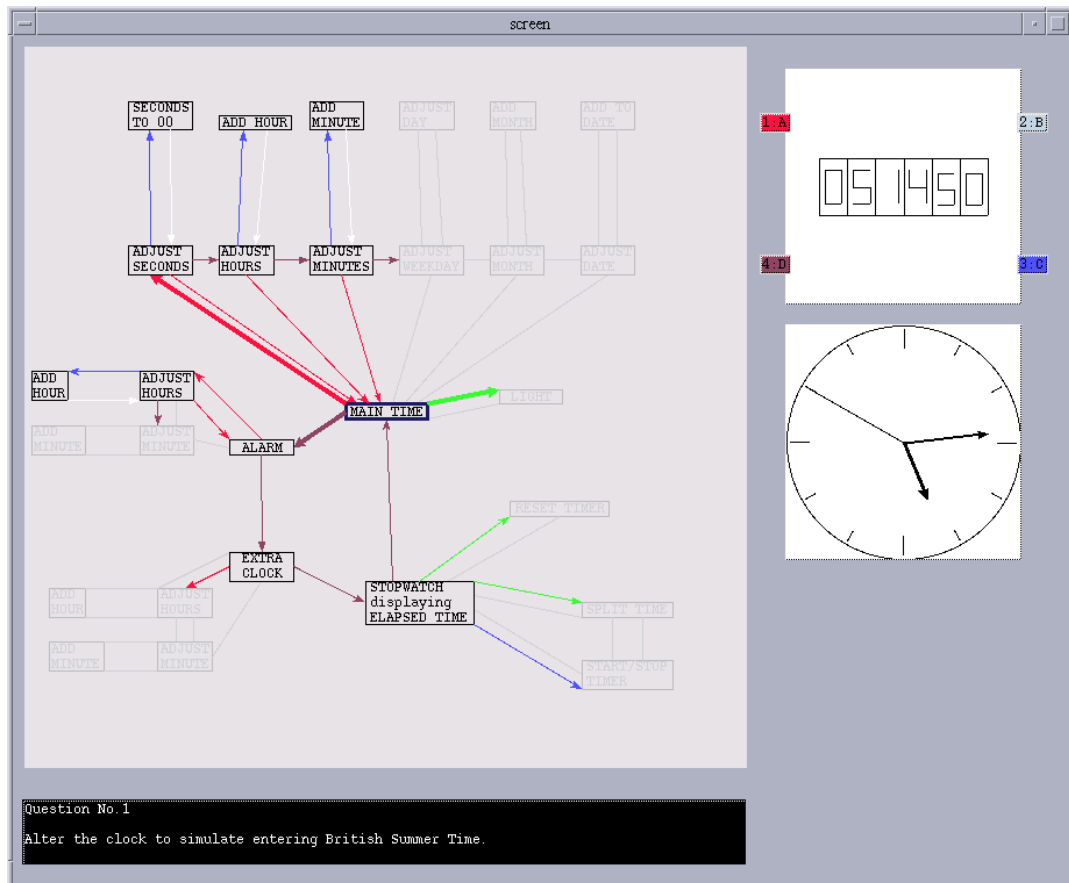 screen
SECONDS
TO 00
ADD HOUR
ADD
MINUTE
ADJUST
DAY
ADD
MONTH
ADD TO
DATE
1:A
2:B
051450
ADJUST
SECONDS
ADJUST
HOURS
ADJUST
MINUTES
ADJUST
WEEKDAY
ADJUST
MONTH
ADJUST
DATE
4:D
3:C
ADD
HOUR
ADJUST
HOURS
LIGHT
MAIN TIME
ADD
MINUTE
ADJUST
MINUTE
ALARM
RESET TIMER
EXTRA
CLOCK
STOPWATCH
displaying
ELAPSED TIME
ADD
HOUR
ADJUST
HOURS
SPLIT TIME
ADD
MINUTE
ADJUST
MINUTE
START/STOP
TIMER
Question No.1
Alter the clock to simulate entering British Summer Time.